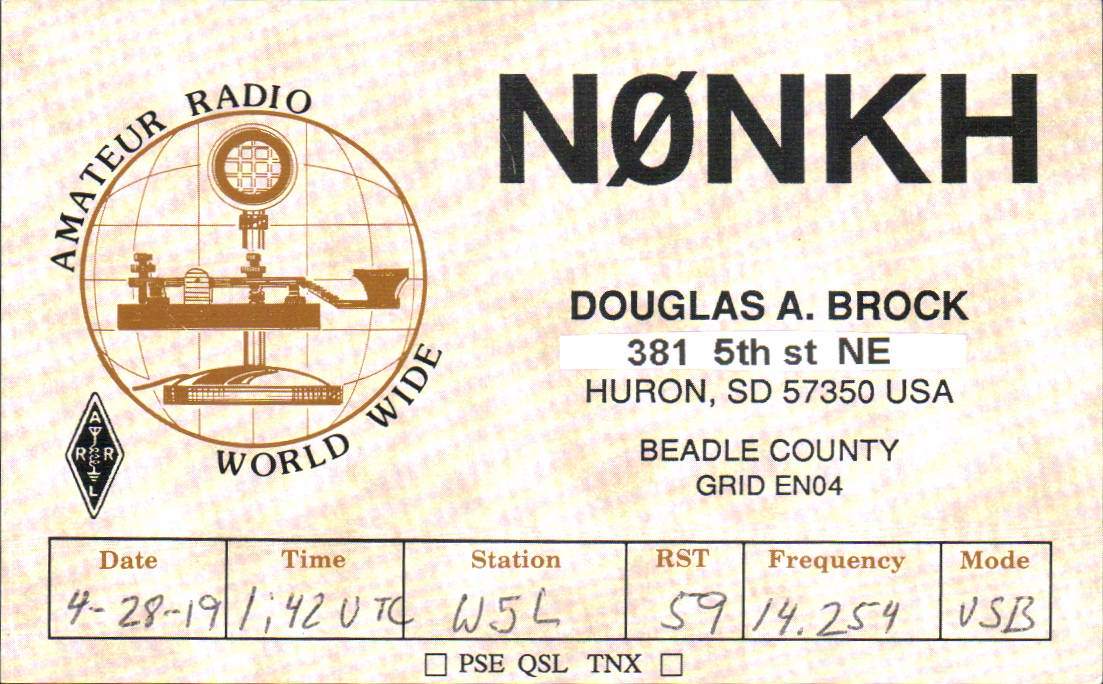 AMATEUR RADIO
WORLD WIDE
ARRL
NØNKH
DOUGLAS A. BROCK
381 5th st NE
HURON, SD 57350 USA
BEADLE COUNTY
GRID EN04
Date Time Station RST Frequency Mode
4-28-19 1;42 UTC W5L 59 14.254 USB
☐ PSE QSL TNX ☐